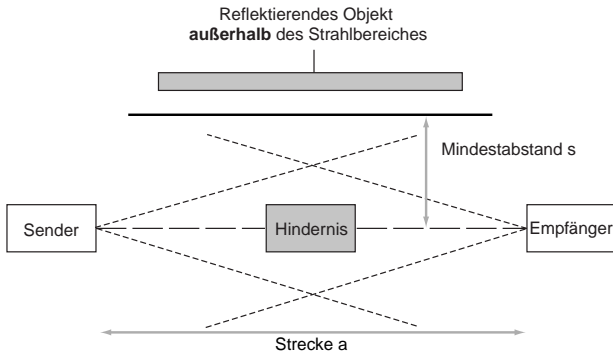 Reflektierendes Objekt
außerhalb des Strahlbereiches
Mindestabstand s
Sender
Hindernis
Empfänger
Strecke a